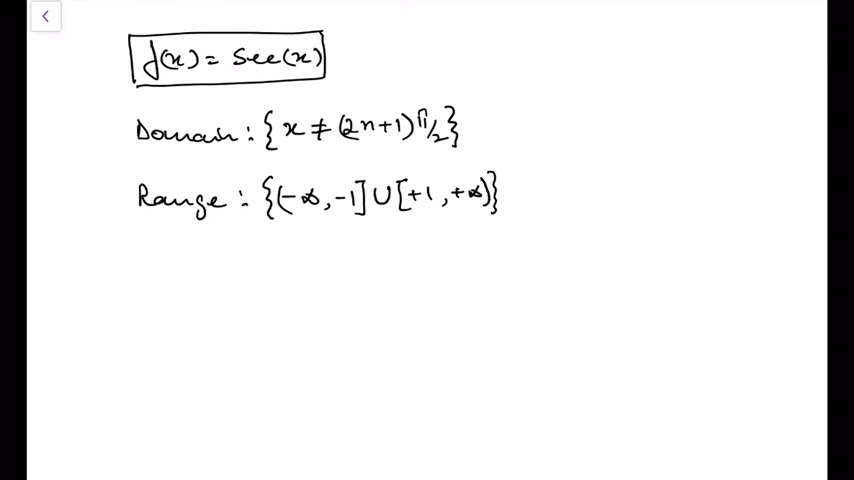 f(x) = Sec(x)
Domain : {x ≠ (2n+1) π/2}
Range : {(-∞, -1] ∪ [+1, +∞)}